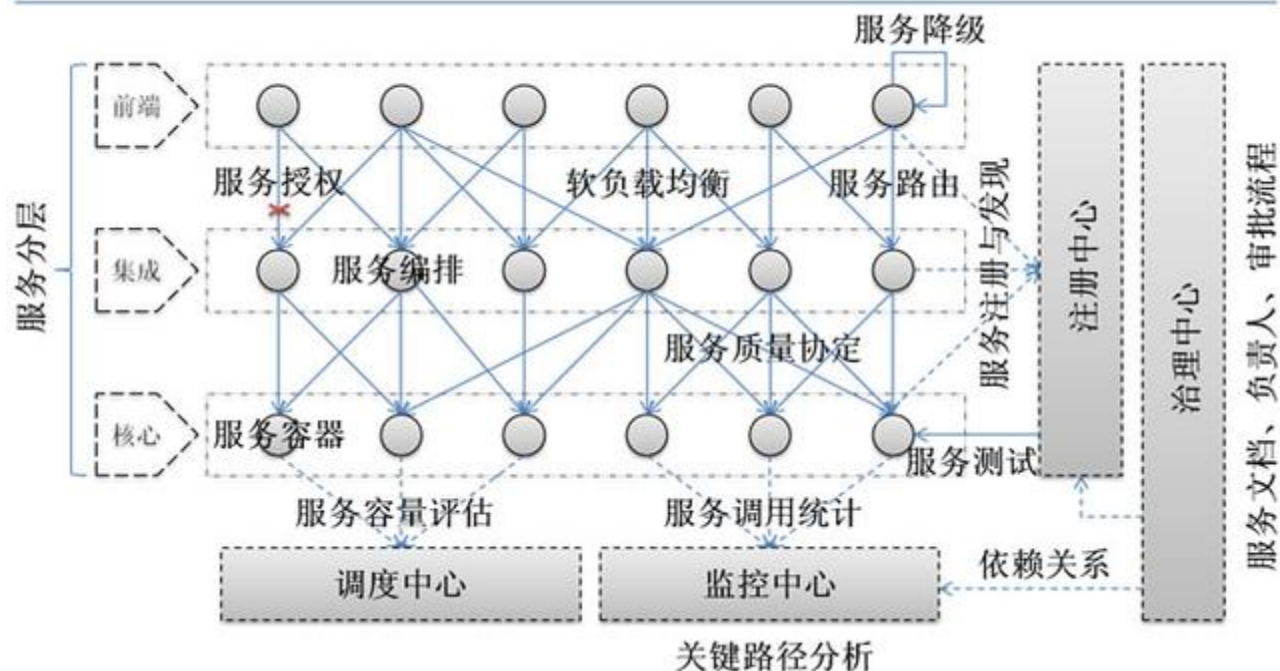 服务降级
前端
服务授权
软负载均衡
服务路由
服务分层
集成
服务编排
服务注册与发现
注册中心
治理中心
服务文档、负责人、审批流程
服务质量协定
核心
服务容器
服务测试
服务容量评估
服务调用统计
调度中心
监控中心
依赖关系
关键路径分析